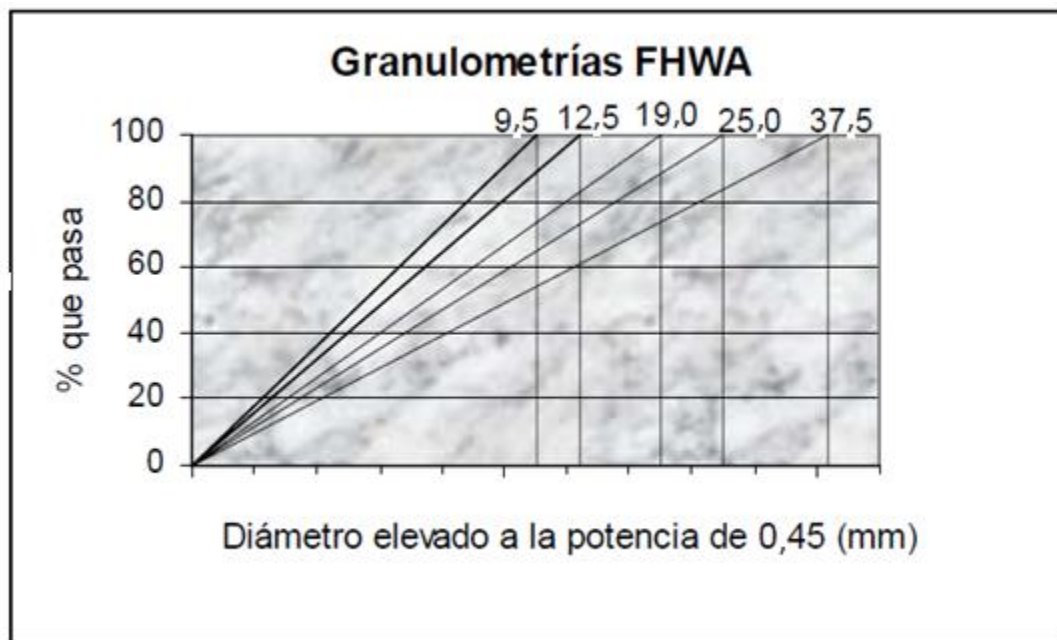 Granulometrías FHWA
9,5 12,5 19,0 25,0 37,5
100
80
60
40
20
0
% que pasa
Diámetro elevado a la potencia de 0,45 (mm)